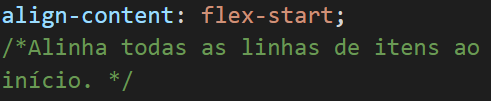 align-content: flex-start;
/*Alinha todas as linhas de itens ao
início. */